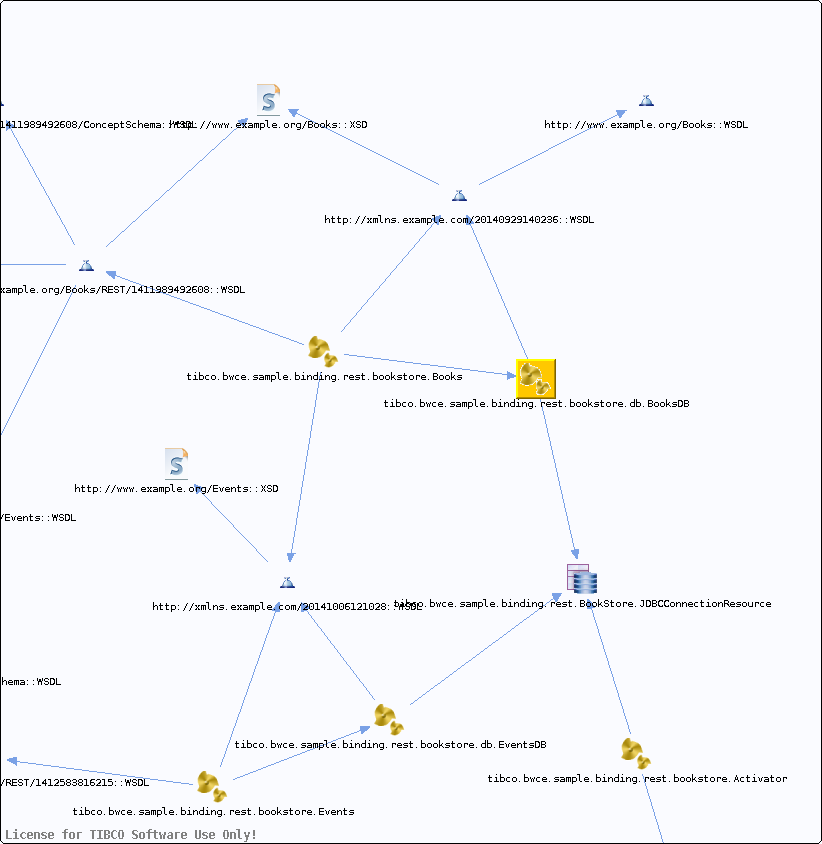 1411989492608/ConceptSchema::WSDL
http://www.example.org/Books::XSD
http://www.example.org/Books::WSDL
http://xmlns.example.com/20140929140236::WSDL
xample.org/Books/REST/1411989492608::WSDL
tibco.bwce.sample.binding.rest.bookstore.Books
tibco.bwce.sample.binding.rest.bookstore.db.BooksDB
http://www.example.org/Events::XSD
/Events::WSDL
http://xmlns.example.com/20141006121028::WSDL
tibco.bwce.sample.binding.rest.BookStore.JDBCConnectionResource
hema::WSDL
tibco.bwce.sample.binding.rest.bookstore.db.EventsDB
tibco.bwce.sample.binding.rest.bookstore.Activator
/REST/1412583816215::WSDL
tibco.bwce.sample.binding.rest.bookstore.Events
License for TIBCO Software Use Only!